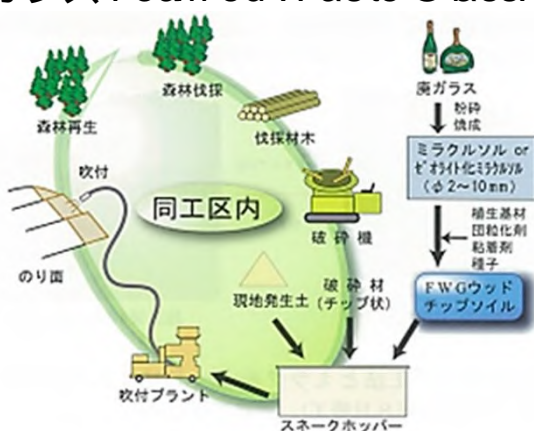 森林伐採
森林再生
伐採材木
廃ガラス
粉砕
焼成
ミラクルソル or
ゼオライト化ミラクルソル
(φ2~10mm)
吹付
同工区内
破砕機
植生基材
団粒化剤
粘着剤
種子
のり面
現地発生土
破砕材
(チップ状)
FWGウッド
チップソイル
吹付プラント
スネークホッパー